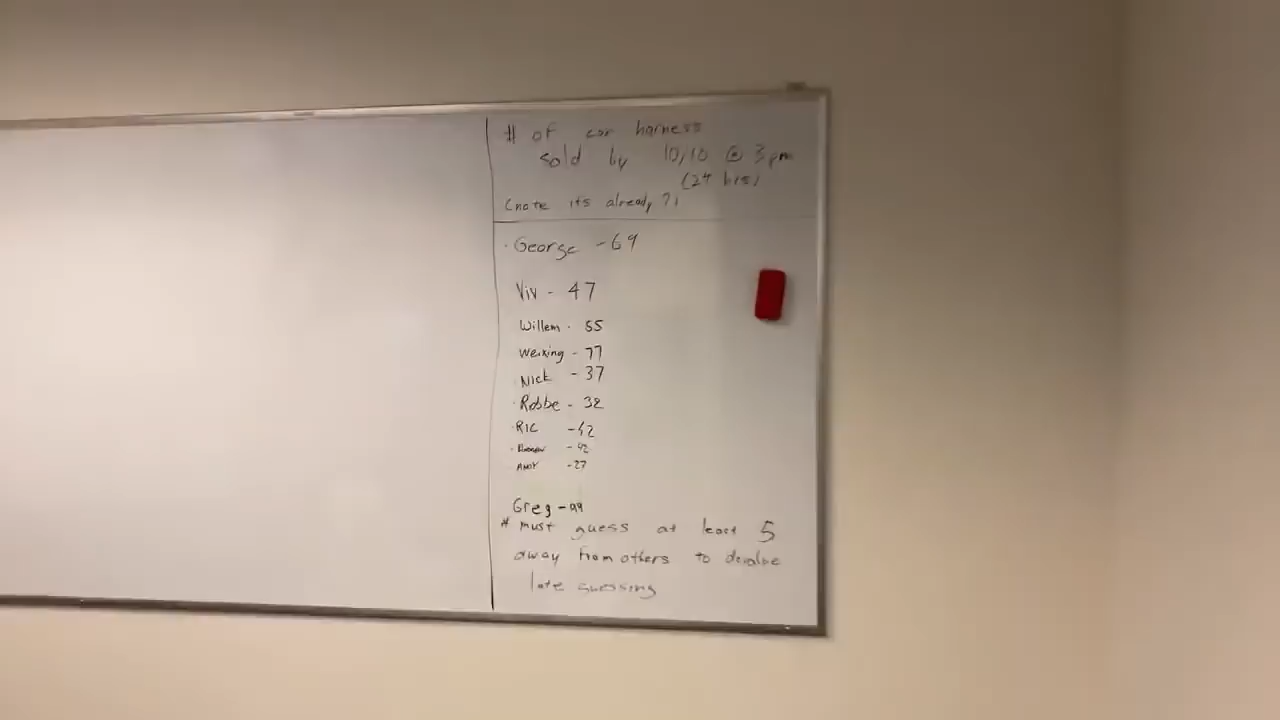 # of car harness
sold by 10/10 @ 3pm
(24 hrs)
(note its already
· George - 69
Viv - 47
Willem - 55
Weixing - 77
· Nick - 37
· Robbe - 32
· RIC
- 42
- 27
Greg - 99
* must guess at least 5
away from others to devalue
late guessing